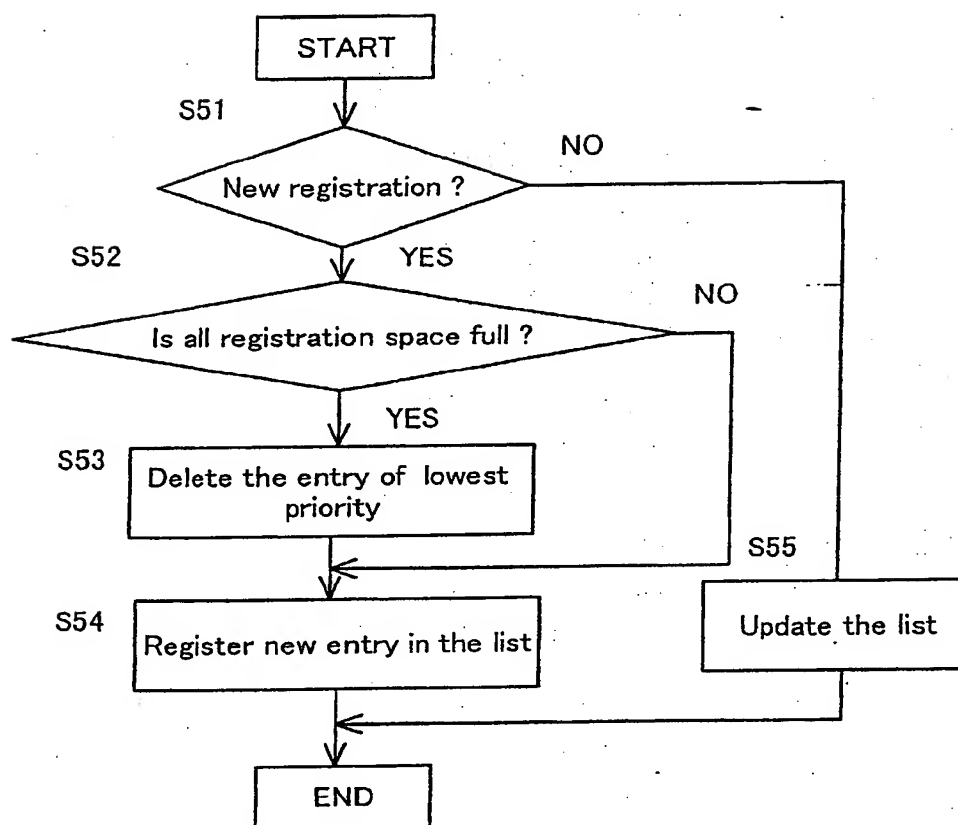 START
S51
NO
New registration ?
S52
YES
NO
Is all registration space full ?
YES
S53
Delete the entry of lowest
priority
S55
S54
Register new entry in the list
Update the list
END